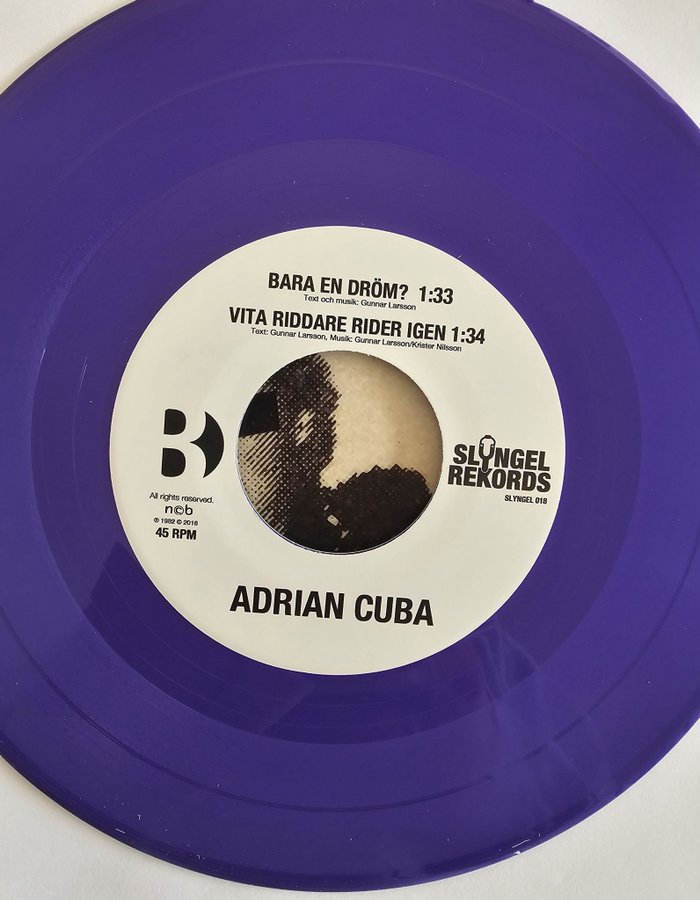 BARA EN DRÖM? 1:33
Text och musik: Gunnar Larsson
VITA RIDDARE RIDER IGEN 1:34
Text: Gunnar Larsson, Musik: Gunnar Larsson/Krister Nilsson
B
SLYNGEL
REKORDS
SLYNGEL 018
All rights reserved.
n©b
℗ 1982 © 2018
45 RPM
ADRIAN CUBA